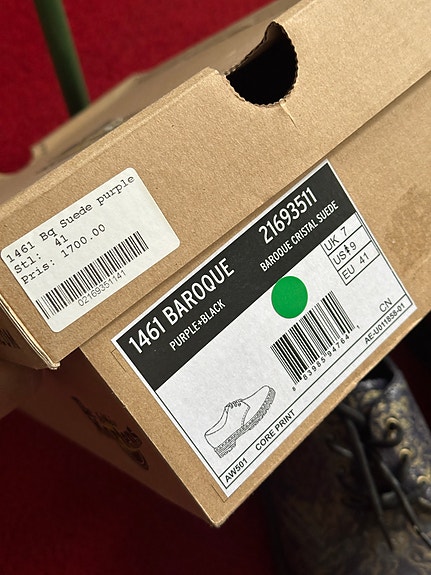 1461 Bq Suede purple
Stl: 41
Pris: 1700.00
02169351141
1461 BAROQUE
21693511
PURPLE+BLACK
BAROQUE CRISTAL SUEDE
UK 7
US 9
EU 41
CN
AE-U011858-01
AW501
CORE PRINT